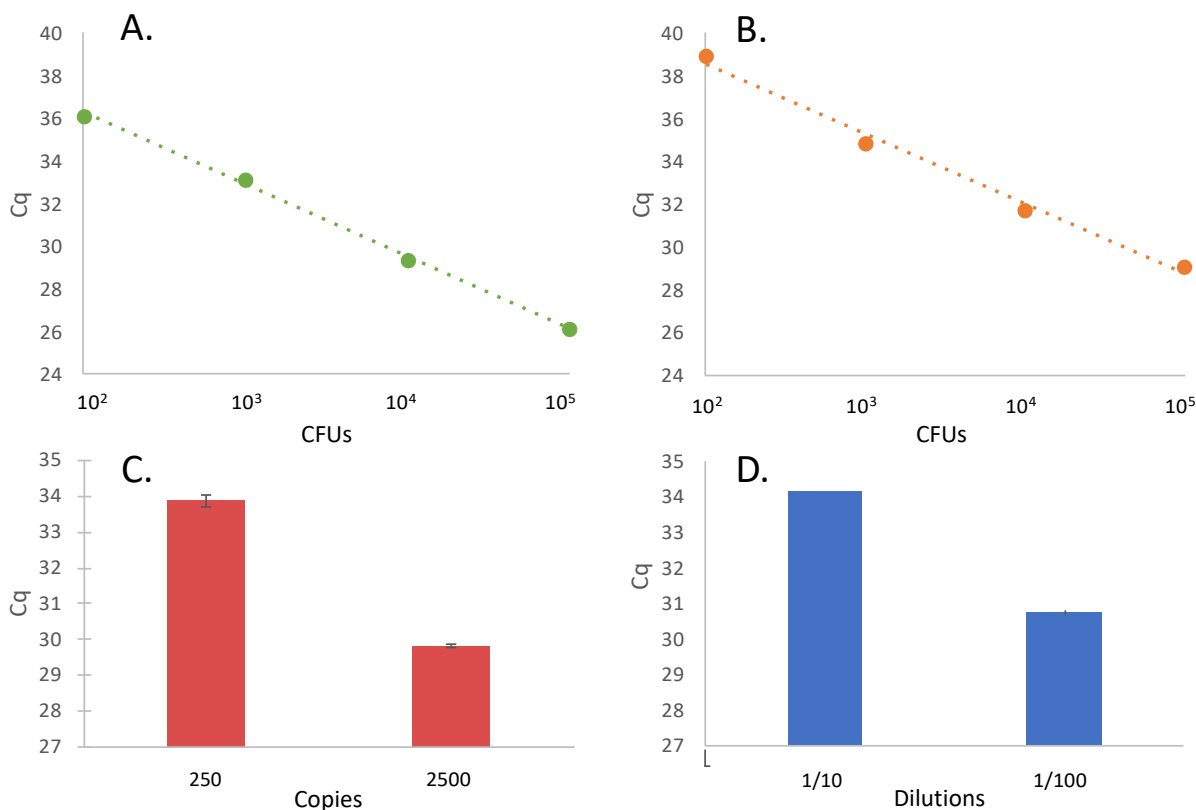 A.
40
38
36
34
32
30
28
26
24
Cq
10² 10³ 10⁴ 10⁵
CFUs
B.
40
38
36
34
32
30
28
26
24
Cq
10² 10³ 10⁴ 10⁵
CFUs
C.
35
34
33
32
31
30
29
28
27
Cq
250 2500
Copies
D.
35
34
33
32
31
30
29
28
27
Cq
1/10 1/100
Dilutions